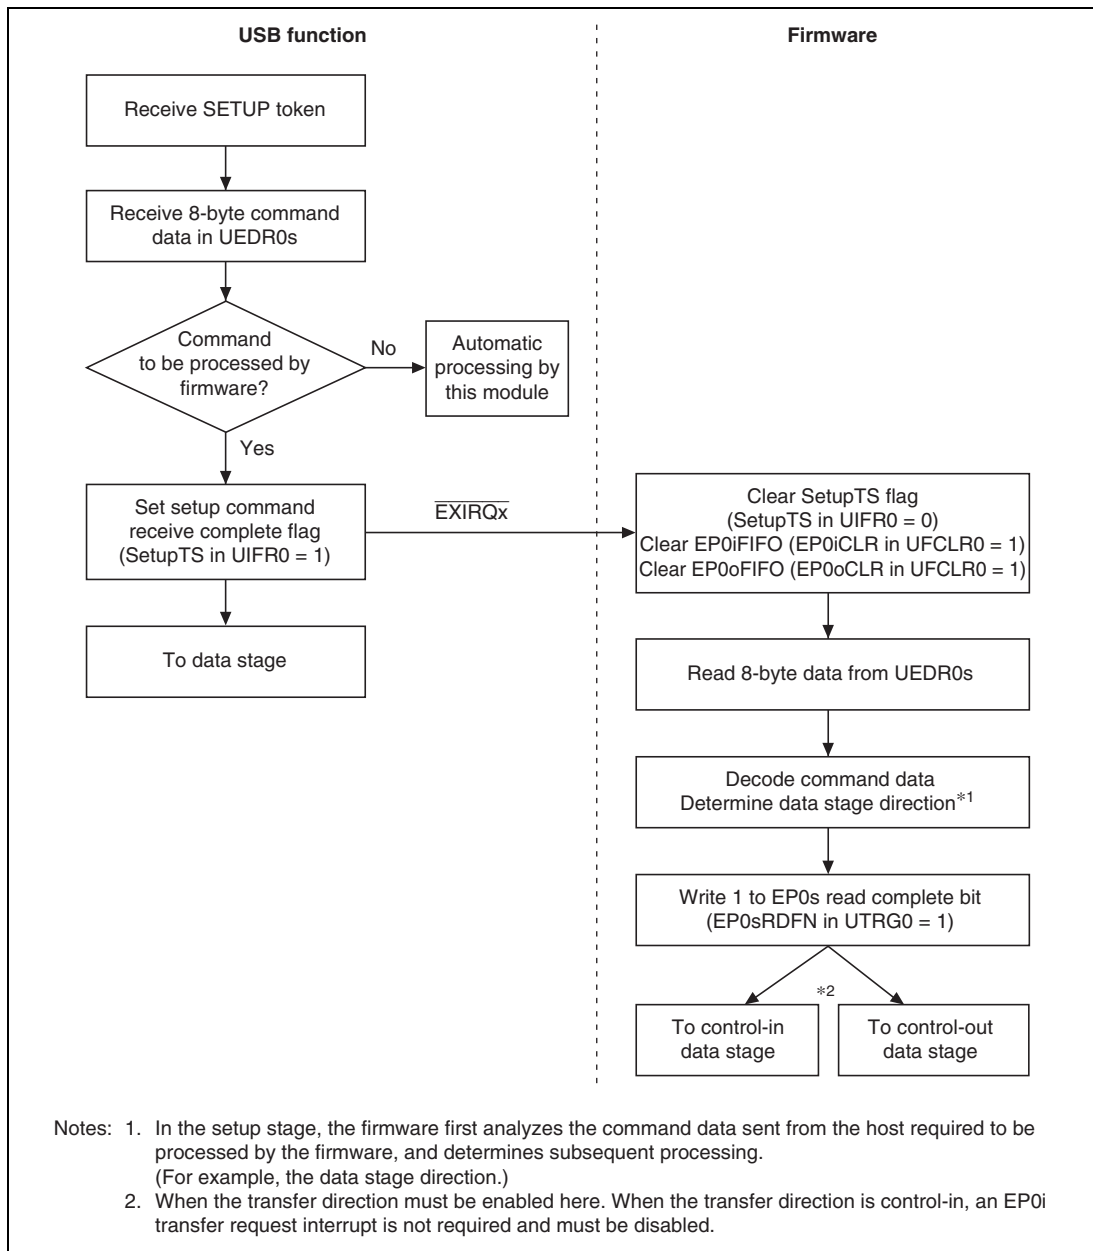 USB function
Firmware
Receive SETUP token
Receive 8-byte command
data in UEDR0s
Command
to be processed by
firmware?
No
Automatic
processing by
this module
Yes
Set setup command
receive complete flag
(SetupTS in UIFR0 = 1)
EXIRQx
To data stage
Clear SetupTS flag
(SetupTS in UIFR0 = 0)
Clear EP0iFIFO (EP0iCLR in UFCLR0 = 1)
Clear EP0oFIFO (EP0oCLR in UFCLR0 = 1)
Read 8-byte data from UEDR0s
Decode command data
Determine data stage direction*1
Write 1 to EP0s read complete bit
(EP0sRDFN in UTRG0 = 1)
*2
To control-in
data stage
To control-out
data stage
Notes: 1. In the setup stage, the firmware first analyzes the command data sent from the host required to be
processed by the firmware, and determines subsequent processing.
(For example, the data stage direction.)
2. When the transfer direction must be enabled here. When the transfer direction is control-in, an EP0i
transfer request interrupt is not required and must be disabled.